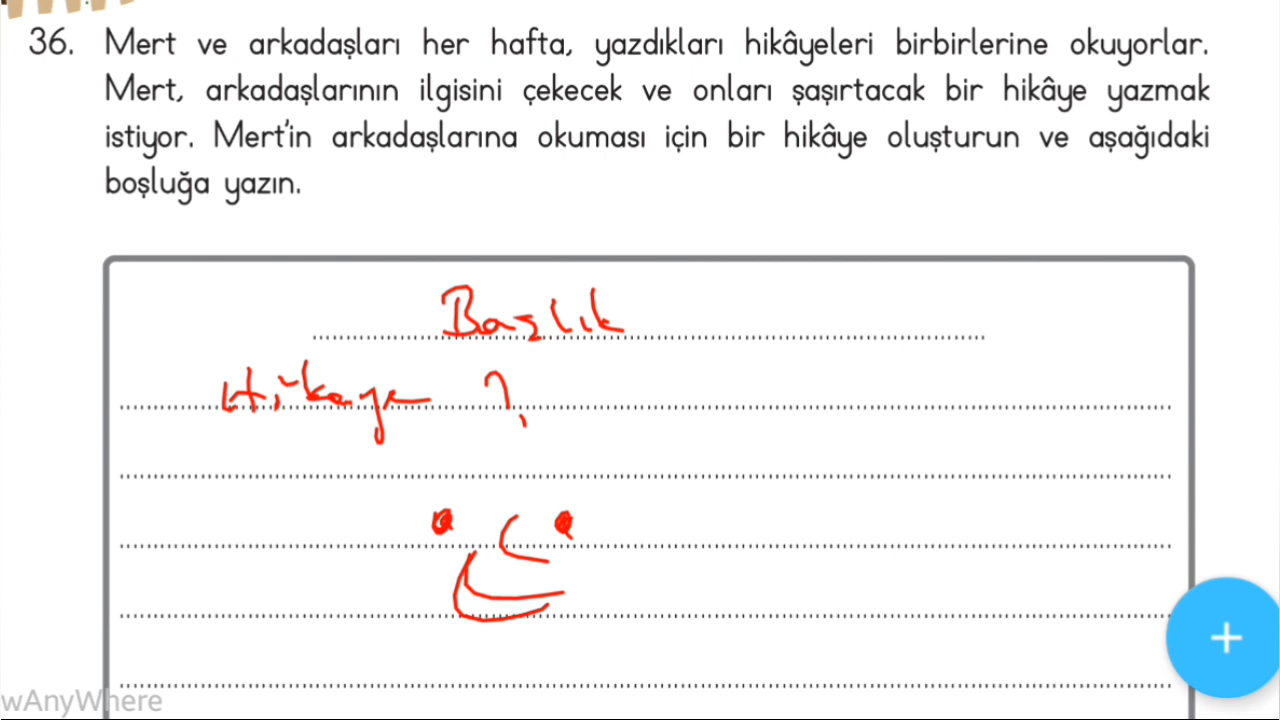 36. Mert ve arkadaşları her hafta, yazdıkları hikâyeleri birbirlerine okuyorlar.
Mert, arkadaşlarının ilgisini çekecek ve onları şaşırtacak bir hikâye yazmak
istiyor. Mert'in arkadaşlarına okuması için bir hikâye oluşturun ve aşağıdaki
boşluğa yazın.
Başlık
Hikaye ?
+
wAnyWhere